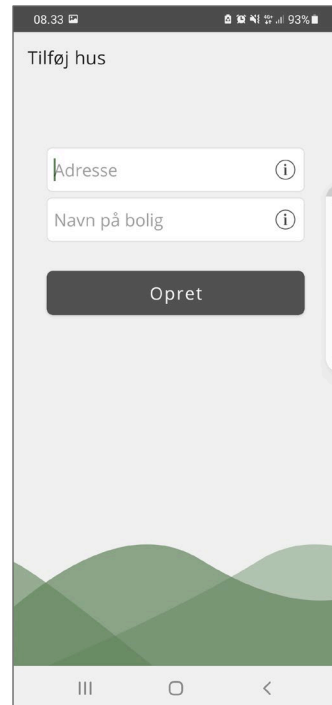 08.33 93%
Tilføj hus
Adresse
Navn på bolig
Opret